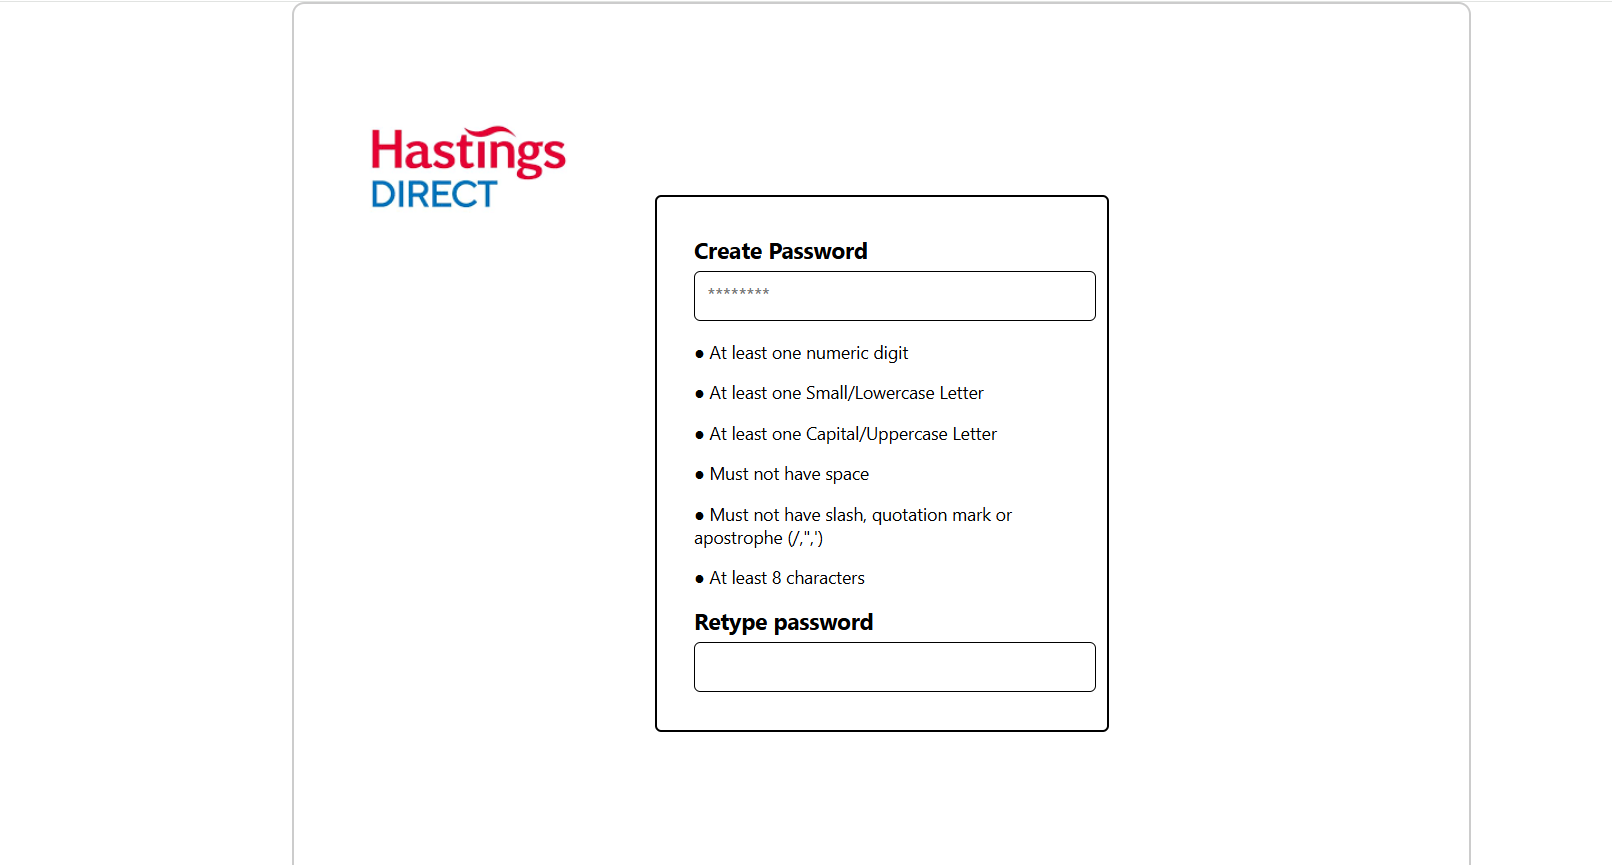 Hastings
DIRECT
Create Password
********
● At least one numeric digit
● At least one Small/Lowercase Letter
● At least one Capital/Uppercase Letter
● Must not have space
● Must not have slash, quotation mark or
apostrophe (/,",')
● At least 8 characters
Retype password